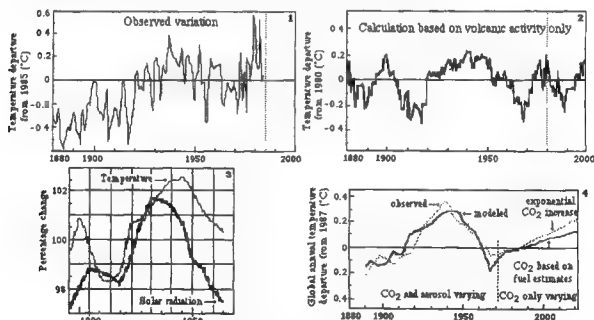 Observed variation
1
Temperature departure
from 1985 (°C)
0.6
0.4
0
-0.2
0.4
1880
1900
1950
2000
Calculation based on volcanic activity only
2
Temperature departure
from 1980 (°C)
0.4
0.2
0
-0.2
-0.4
1880
1900
1950
2000
3
Temperature
Percentage change
102
100
98
Solar radiation
4
Global annual temperature
departure from 1987 (°C)
0.4
0.2
0
0.2
0.4
observed
modeled
exponential
CO2 increase
CO2 based on
fuel estimates
CO2 and aerosol varying
CO2 only varying
1900
1950
2000